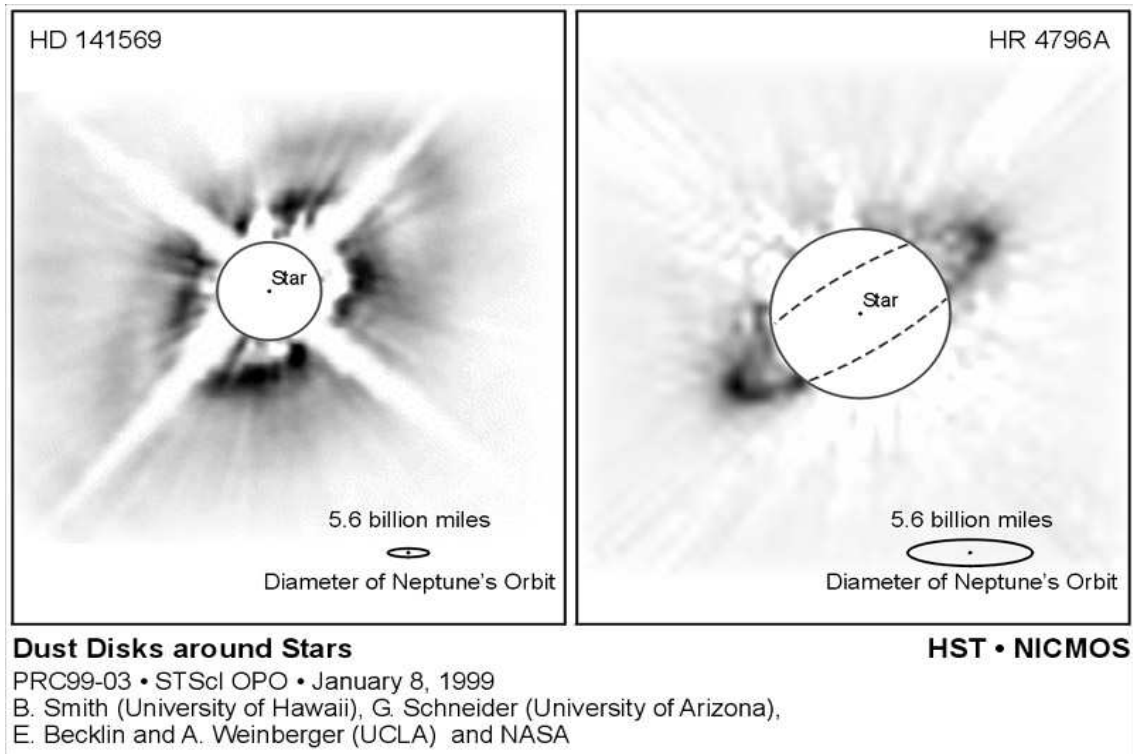 HD 141569
Star
5.6 billion miles
Diameter of Neptune's Orbit
HR 4796A
Star
5.6 billion miles
Diameter of Neptune's Orbit
Dust Disks around Stars
HST • NICMOS
PRC99-03 • STScI OPO • January 8, 1999
B. Smith (University of Hawaii), G. Schneider (University of Arizona),
E. Becklin and A. Weinberger (UCLA) and NASA